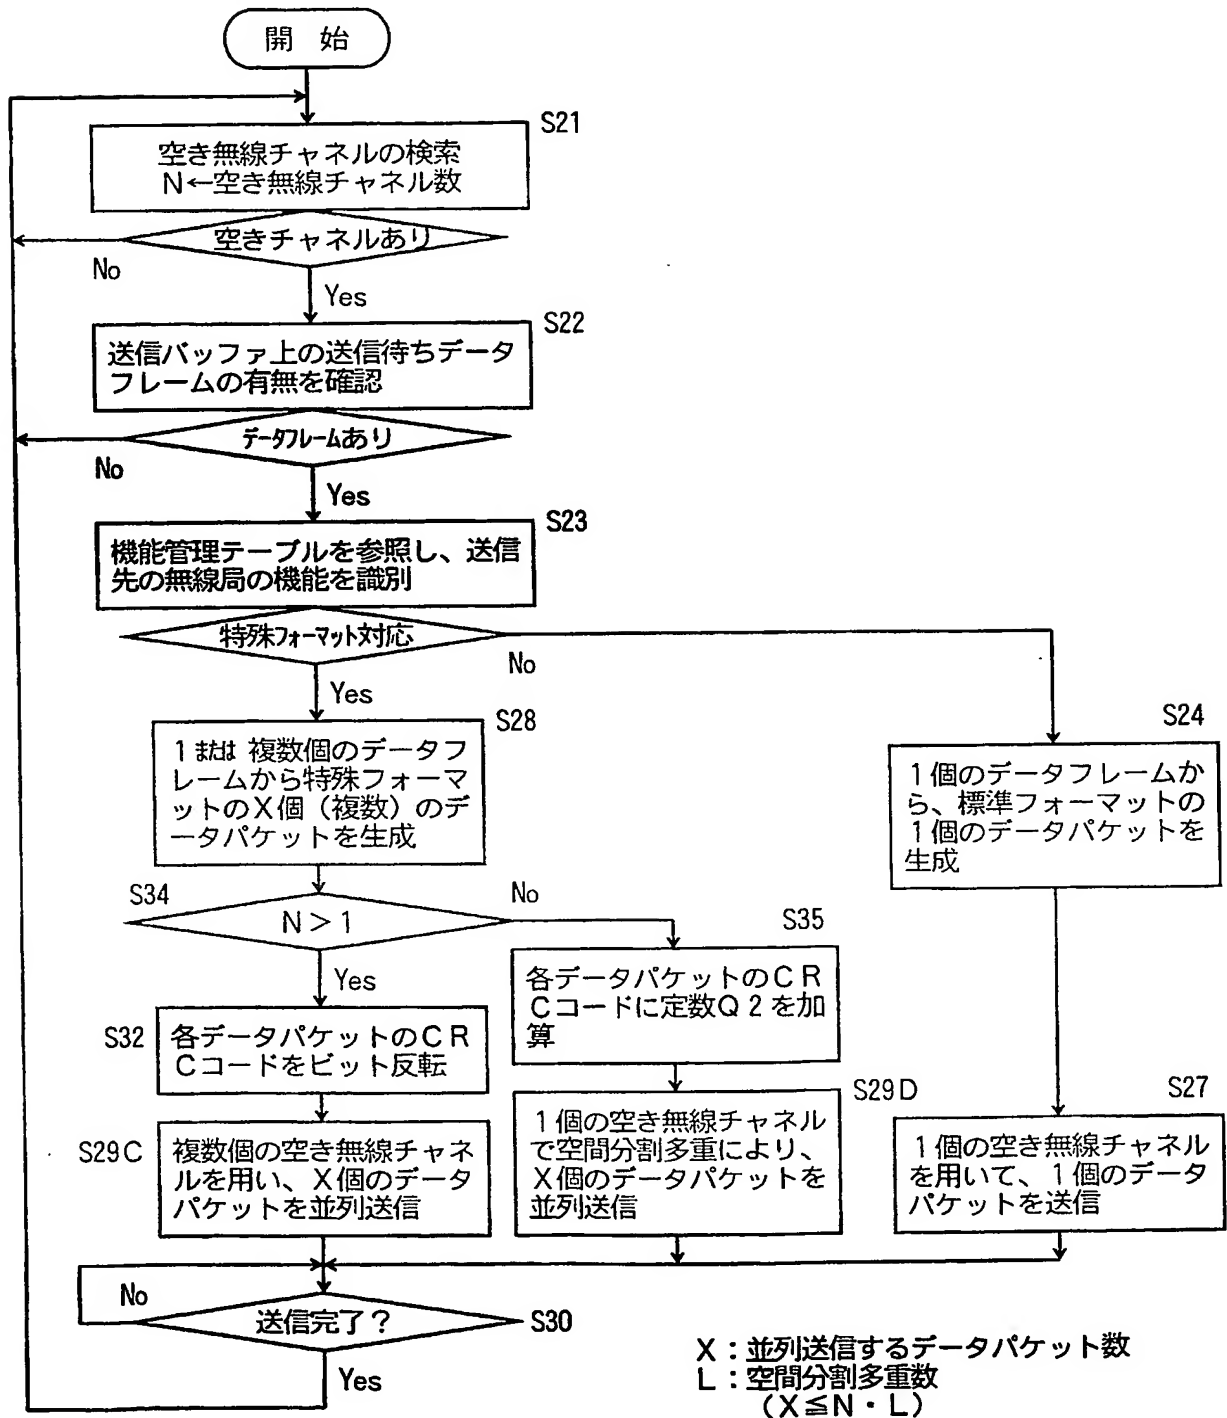 開 始
S21
空き無線チャネルの検索
N←空き無線チャネル数
空きチャネルあり
No
Yes
S22
送信バッファ上の送信待ちデータ
フレームの有無を確認
データフレームあり
No
Yes
S23
機能管理テーブルを参照し、送信
先の無線局の機能を識別
特殊フォーマット対応
No
Yes
S28
1または複数個のデータフ
レームから特殊フォーマ
ットのX個（複数）のデ
ータパケットを生成
S24
1個のデータフレームか
ら、標準フォーマットの
1個のデータパケットを
生成
S34
N＞1
No
Yes
S35
各データパケットのCR
Cコードに定数Q2を加
算
S32
各データパケットのCR
Cコードをビット反転
S29D
1個の空き無線チャネル
で空間分割多重により、
X個のデータパケットを
並列送信
S27
1個の空き無線チャネル
を用いて、1個のデータ
パケットを送信
S29C
複数個の空き無線チャネ
ルを用い、X個のデータ
パケットを並列送信
No
送信完了？
S30
Yes
X：並列送信するデータパケット数
L：空間分割多重数
（X≦N・L）